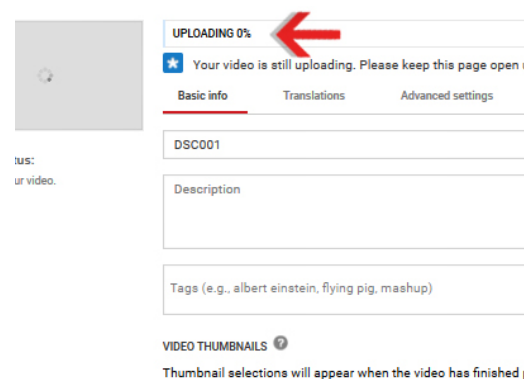 UPLOADING 0%
Your video is still uploading. Please keep this page open
Basic info Translations Advanced settings
DSC001
tus:
ur video.
Description
Tags (e.g., albert einstein, flying pig, mashup)
VIDEO THUMBNAILS ?
Thumbnail selections will appear when the video has finished